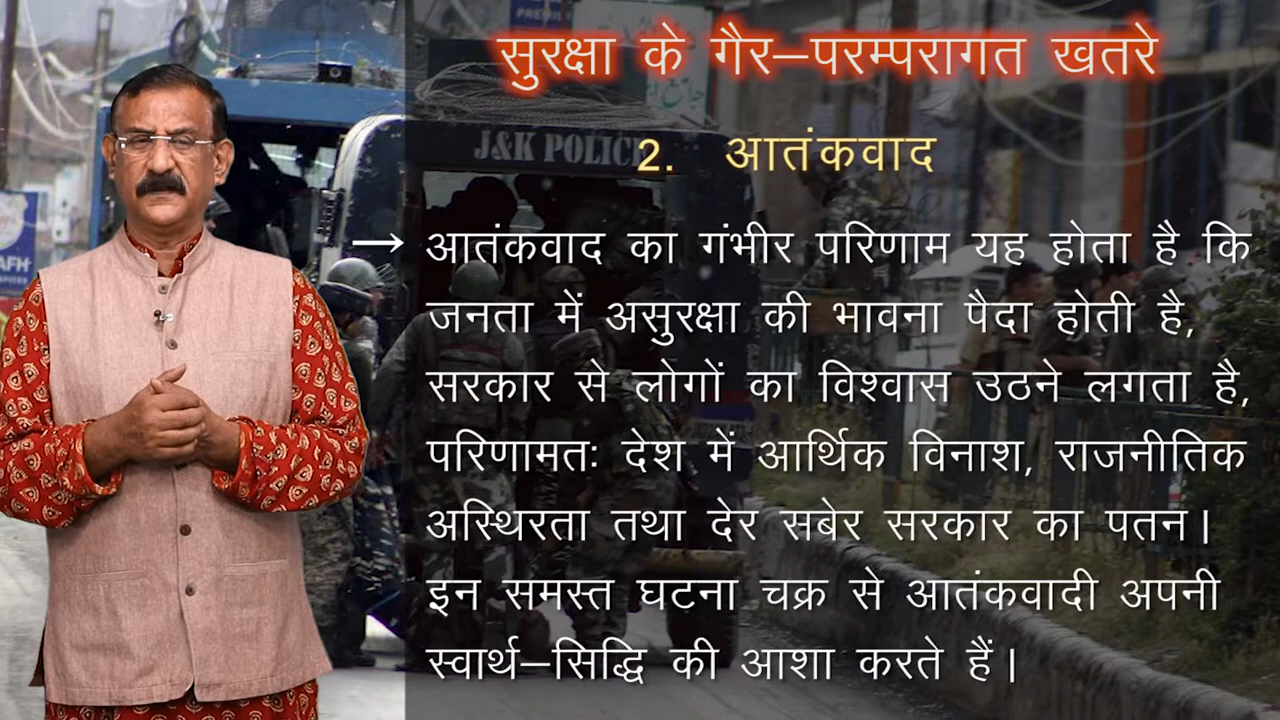 सुरक्षा के गैर–परम्परागत खतरे
J&K POLICE
2. आतंकवाद
→ आतंकवाद का गंभीर परिणाम यह होता है कि
जनता में असुरक्षा की भावना पैदा होती है,
सरकार से लोगों का विश्वास उठने लगता है,
परिणामतः देश में आर्थिक विनाश, राजनीतिक
अस्थिरता तथा देर सबेर सरकार का पतन।
इन समस्त घटना चक्र से आतंकवादी अपनी
स्वार्थ–सिद्धि की आशा करते हैं।